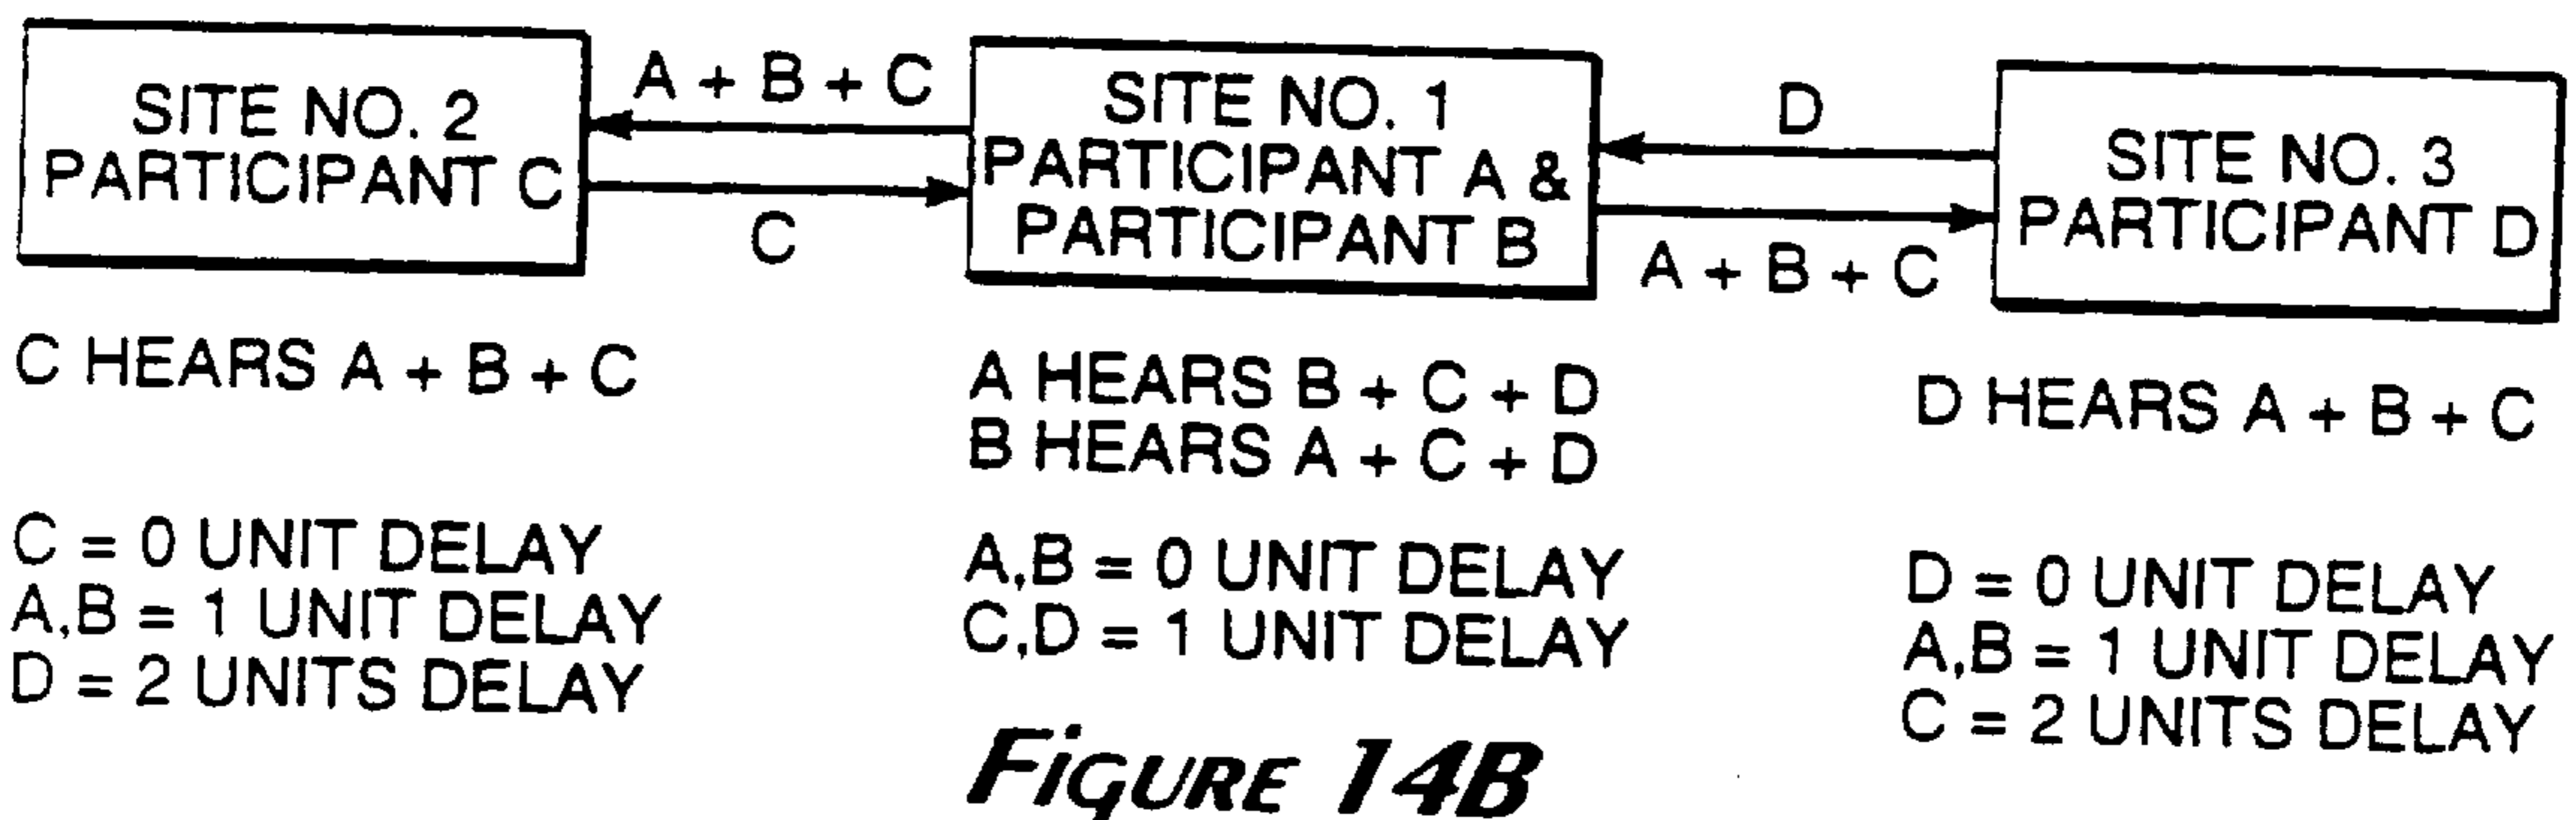 SITE NO. 2
PARTICIPANT C
A + B + C
C
SITE NO. 1
PARTICIPANT A &
PARTICIPANT B
D
A + B + C
SITE NO. 3
PARTICIPANT D
C HEARS A + B + C
A HEARS B + C + D
B HEARS A + C + D
D HEARS A + B + C
C = 0 UNIT DELAY
A,B = 1 UNIT DELAY
D = 2 UNITS DELAY
A,B = 0 UNIT DELAY
C,D = 1 UNIT DELAY
D = 0 UNIT DELAY
A,B = 1 UNIT DELAY
C = 2 UNITS DELAY
FIGURE 14B